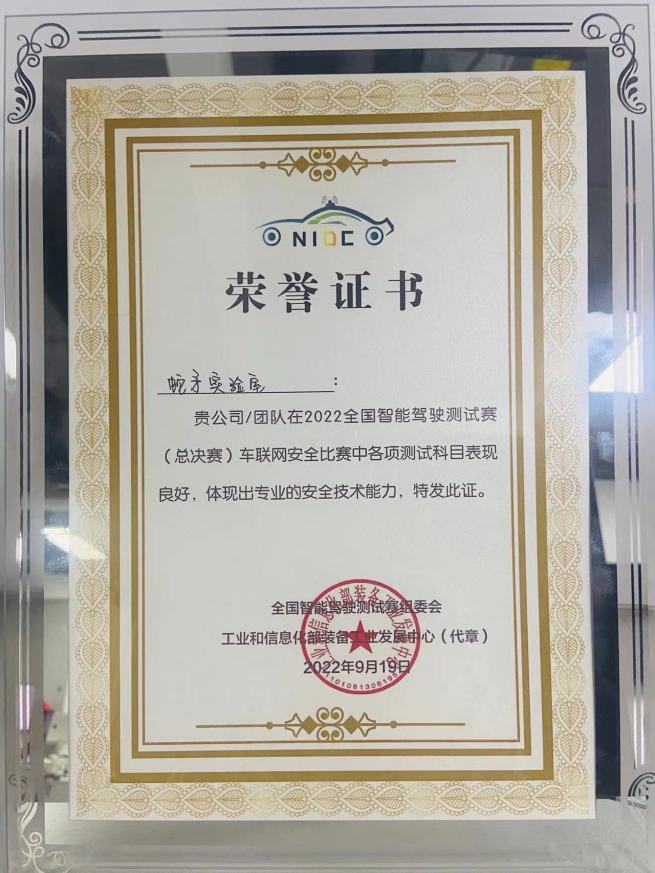 NIDC
荣誉证书
蛇矛实验室：
贵公司/团队在2022全国智能驾驶测试赛
（总决赛）车联网安全比赛中各项测试科目表现
良好，体现出专业的安全技术能力，特发此证。
全国智能驾驶测试赛组委会
工业和信息化部装备工业发展中心（代章）
2022年9月19日